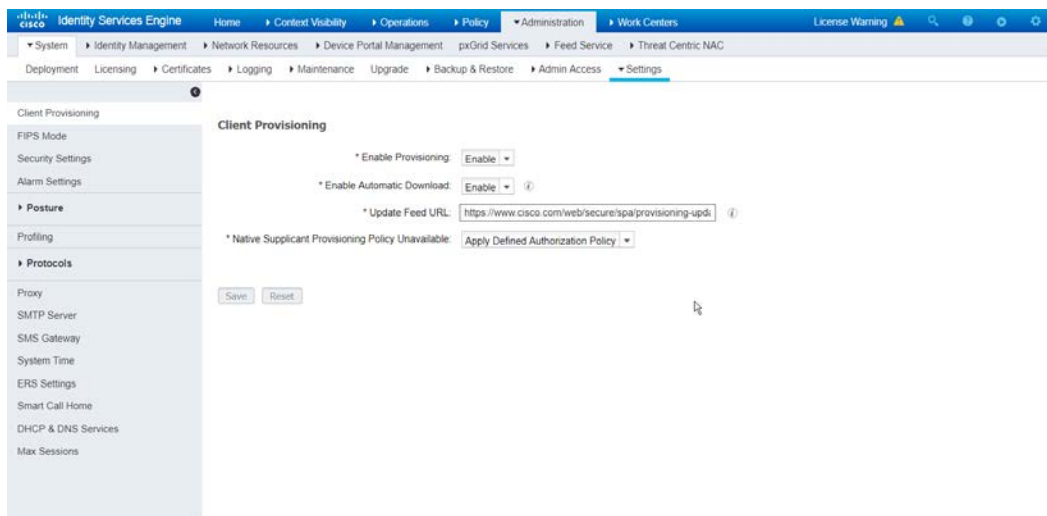 CISCO Identity Services Engine Home Context Visibility Operations Policy Administration Work Centers License Warning
System Identity Management Network Resources Device Portal Management pxGrid Services Feed Service Threat Centric NAC
Deployment Licensing Certificates Logging Maintenance Upgrade Backup & Restore Admin Access Settings
Client Provisioning
FIPS Mode
Security Settings
Alarm Settings
Posture
Profiling
Protocols
Proxy
SMTP Server
SMS Gateway
System Time
ERS Settings
Smart Call Home
DHCP & DNS Services
Max Sessions
Client Provisioning
* Enable Provisioning: Enable
* Enable Automatic Download: Enable
* Update Feed URL: https://www.cisco.com/web/secure/spa/provisioning-upda
* Native Supplicant Provisioning Policy Unavailable: Apply Defined Authorization Policy
Save Reset